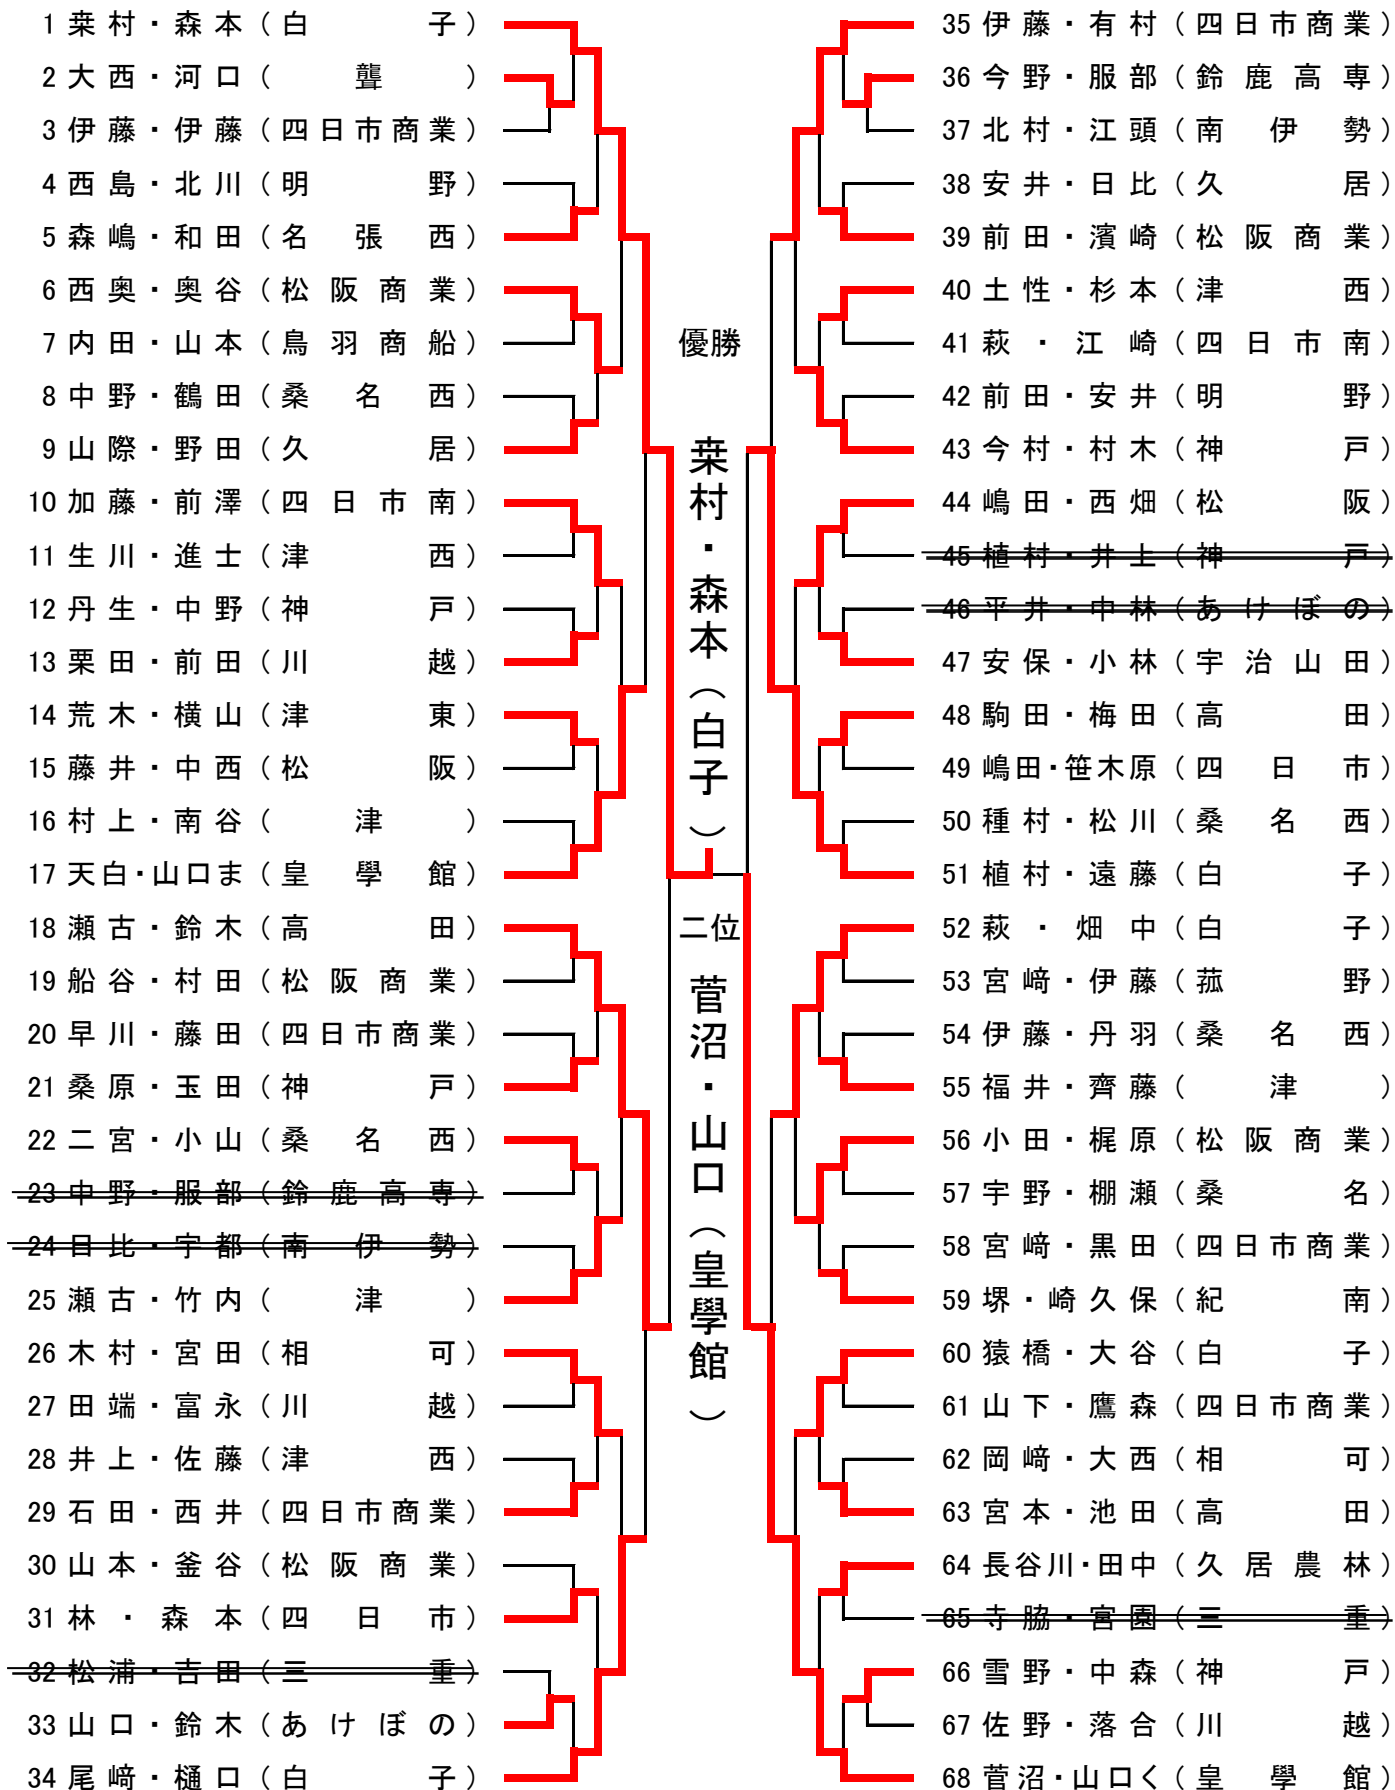 1 桒村・森本（白子）
2 大西・河口（聾）
3 伊藤・伊藤（四日市商業）
4 西島・北川（明野）
5 森嶋・和田（名張西）
6 西奥・奥谷（松阪商業）
7 内田・山本（鳥羽商船）
8 中野・鶴田（桑名西）
9 山際・野田（久居）
10 加藤・前澤（四日市南）
11 生川・進士（津西）
12 丹生・中野（神戸）
13 栗田・前田（川越）
14 荒木・横山（津東）
15 藤井・中西（松阪）
16 村上・南谷（津）
17 天白・山口ま（皇學館）
18 瀬古・鈴木（高田）
19 船谷・村田（松阪商業）
20 早川・藤田（四日市商業）
21 桑原・玉田（神戸）
22 二宮・小山（桑名西）
23 中野・服部（鈴鹿高専）
24 日比・宇都（南伊勢）
25 瀬古・竹内（津）
26 木村・宮田（相可）
27 田端・富永（川越）
28 井上・佐藤（津西）
29 石田・西井（四日市商業）
30 山本・釜谷（松阪商業）
31 林・森本（四日市）
32 松浦・吉田（三重）
33 山口・鈴木（あけぼの）
34 尾﨑・樋口（白子）
優勝
桒村・森本（白子）
二位
菅沼・山口（皇學館）
35 伊藤・有村（四日市商業）
36 今野・服部（鈴鹿高専）
37 北村・江頭（南伊勢）
38 安井・日比（久居）
39 前田・濱崎（松阪商業）
40 土性・杉本（津西）
41 萩・江崎（四日市南）
42 前田・安井（明野）
43 今村・村木（神戸）
44 嶋田・西畑（松阪）
45 植村・井上（神戸）
46 平井・中林（あけぼの）
47 安保・小林（宇治山田）
48 駒田・梅田（高田）
49 嶋田・笹木原（四日市）
50 種村・松川（桑名西）
51 植村・遠藤（白子）
52 萩・畑中（白子）
53 宮﨑・伊藤（菰野）
54 伊藤・丹羽（桑名西）
55 福井・齊藤（津）
56 小田・梶原（松阪商業）
57 宇野・棚瀬（桑名）
58 宮﨑・黒田（四日市商業）
59 堺・崎久保（紀南）
60 猿橋・大谷（白子）
61 山下・鷹森（四日市商業）
62 岡﨑・大西（相可）
63 宮本・池田（高田）
64 長谷川・田中（久居農林）
65 寺脇・宮園（三重）
66 雪野・中森（神戸）
67 佐野・落合（川越）
68 菅沼・山口く（皇學館）